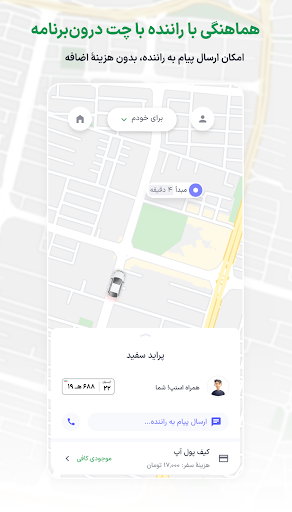 هماهنگی با راننده با چت درون‌برنامه
امکان ارسال پیام به راننده، بدون هزینهٔ اضافه
برای خودم
مبدأ ۴ دقیقه
پراید سفید
همراه اسنپ! شما
۱۹ هـ ۶۸۸
۲۲
ارسال پیام به راننده...
کیف پول آپ
هزینهٔ سفر: ۱۷,۰۰۰ تومان
موجودی کافی